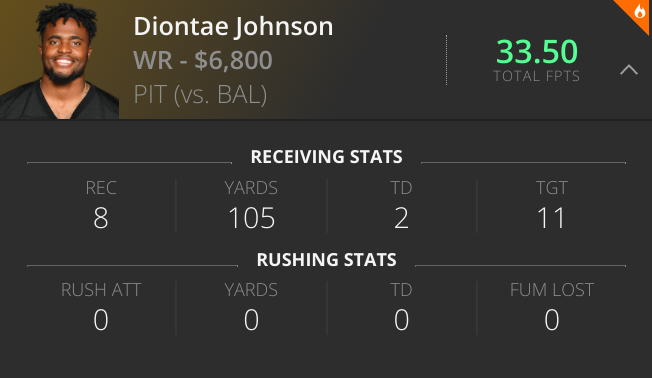 Diontae Johnson
WR - $6,800
PIT (vs. BAL)
33.50
TOTAL FPTS
RECEIVING STATS
REC YARDS TD TGT
8 105 2 11
RUSHING STATS
RUSH ATT YARDS TD FUM LOST
0 0 0 0